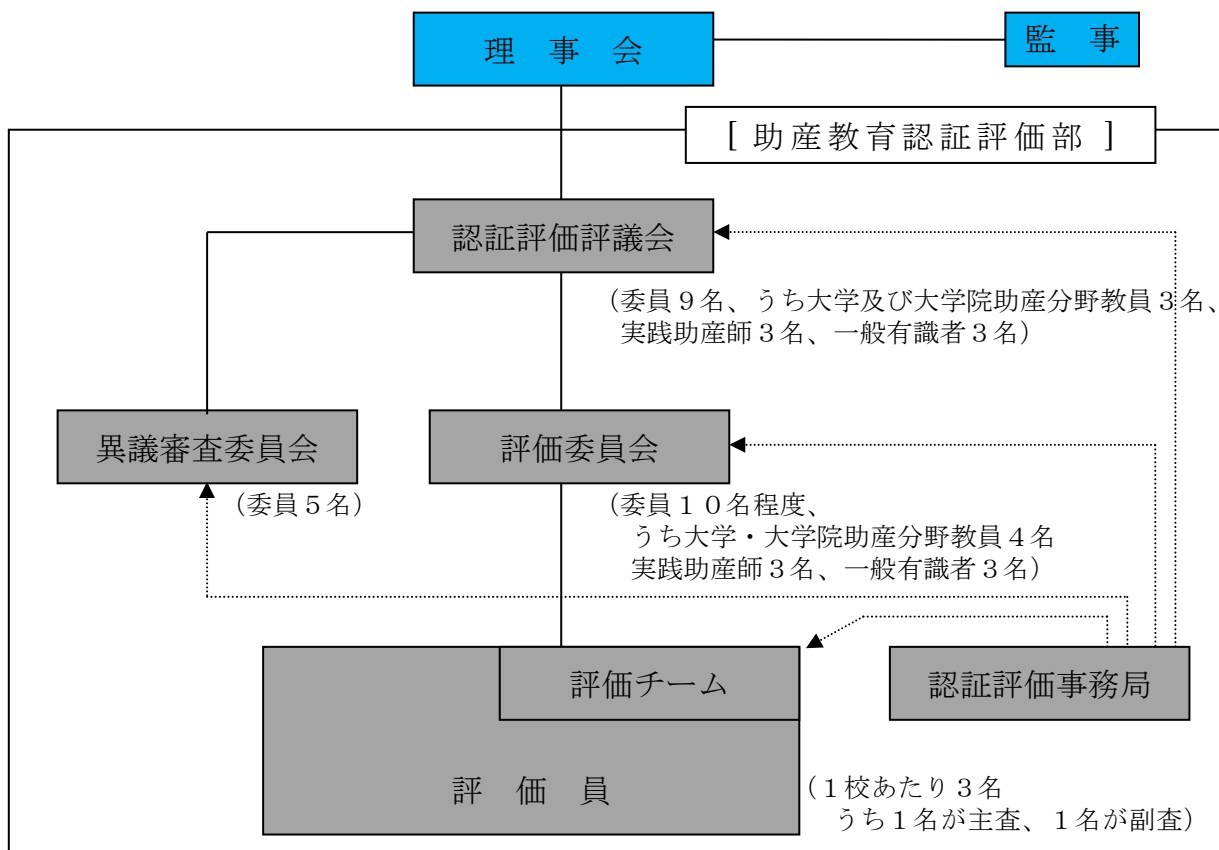 理　事　会
監　事
[ 助産教育認証評価部 ]
認証評価評議会
（委員９名、うち大学及び大学院助産分野教員３名、
実践助産師３名、一般有識者３名）
異議審査委員会
（委員５名）
評価委員会
（委員１０名程度、
うち大学・大学院助産分野教員４名
実践助産師３名、一般有識者３名）
評価チーム
認証評価事務局
評　価　員
（１校あたり３名
うち１名が主査、１名が副査）